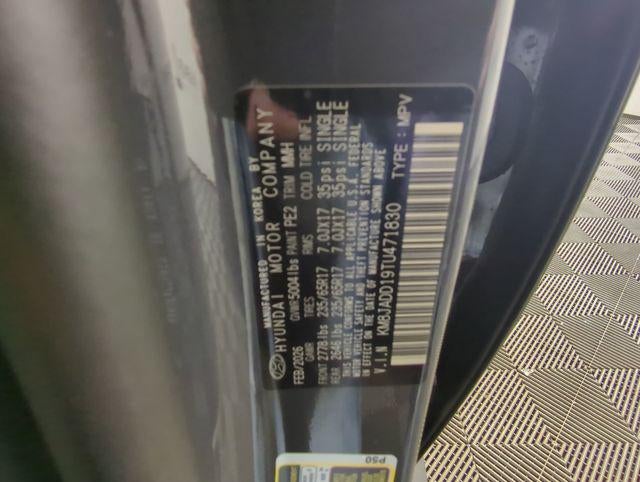 MANUFACTURED IN KOREA BY
HYUNDAI MOTOR COMPANY
FEB/2026 GVWR 5004 lbs PAINT PE2 TRIM MMH
GAWR TIRES RIMS COLD TIRE INFL
FRONT 2778 lbs 235/65R17 7.0JX17 35psi SINGLE
REAR 2646 lbs 235/65R17 7.0JX17 35psi SINGLE
THIS VEHICLE CONFORMS TO ALL APPLICABLE U.S.A. FEDERAL
MOTOR VEHICLE SAFETY AND THEFT PREVENTION STANDARDS
IN EFFECT ON THE DATE OF MANUFACTURE SHOWN ABOVE
V.I.N KM8JADD19TU471830 TYPE : MPV
P50